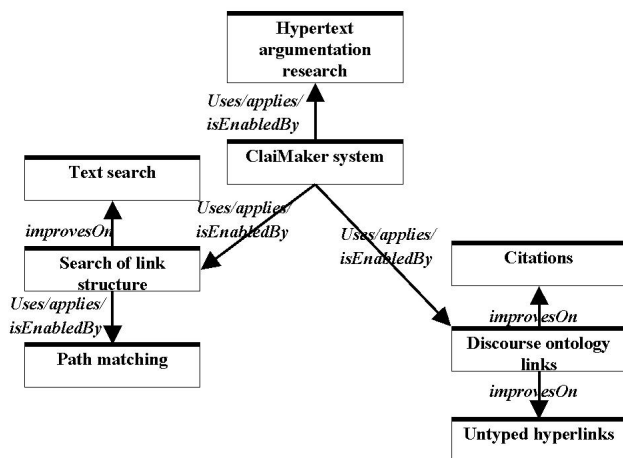 Hypertext
argumentation
research
Uses/applies/
isEnabledBy
ClaiMaker system
Text search
Uses/applies/
isEnabledBy
improvesOn
Uses/applies/
isEnabledBy
Search of link
structure
Citations
Uses/applies/
isEnabledBy
improvesOn
Path matching
Discourse ontology
links
improvesOn
Untyped hyperlinks